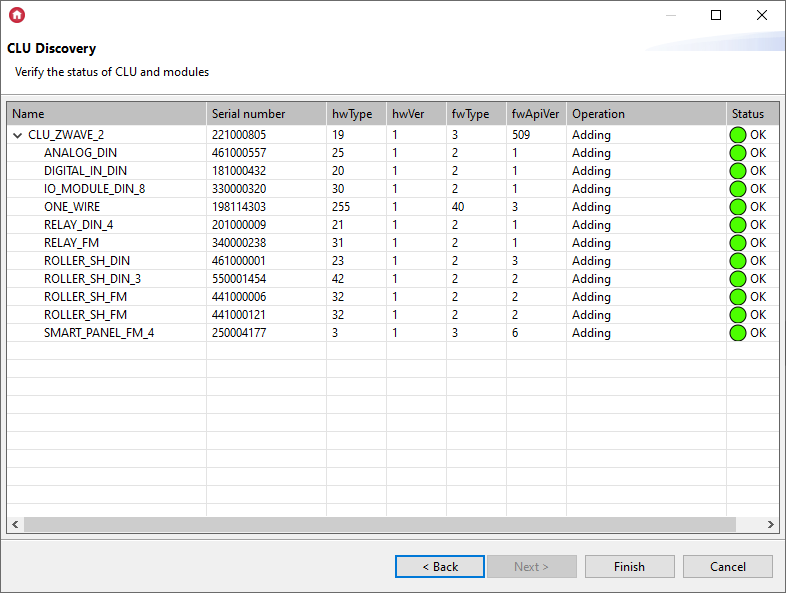 CLU Discovery
Verify the status of CLU and modules
Name Serial number hwType hwVer fwType fwApiVer Operation Status
CLU_ZWAVE_2 221000805 19 1 3 509 Adding OK
ANALOG_DIN 461000557 25 1 2 1 Adding OK
DIGITAL_IN_DIN 181000432 20 1 2 1 Adding OK
IO_MODULE_DIN_8 330000320 30 1 2 1 Adding OK
ONE_WIRE 198114303 255 1 40 3 Adding OK
RELAY_DIN_4 201000009 21 1 2 1 Adding OK
RELAY_FM 340000238 31 1 2 1 Adding OK
ROLLER_SH_DIN 461000001 23 1 2 3 Adding OK
ROLLER_SH_DIN_3 550001454 42 1 2 2 Adding OK
ROLLER_SH_FM 441000006 32 1 2 2 Adding OK
ROLLER_SH_FM 441000121 32 1 2 2 Adding OK
SMART_PANEL_FM_4 250004177 3 1 3 6 Adding OK
< Back Next > Finish Cancel